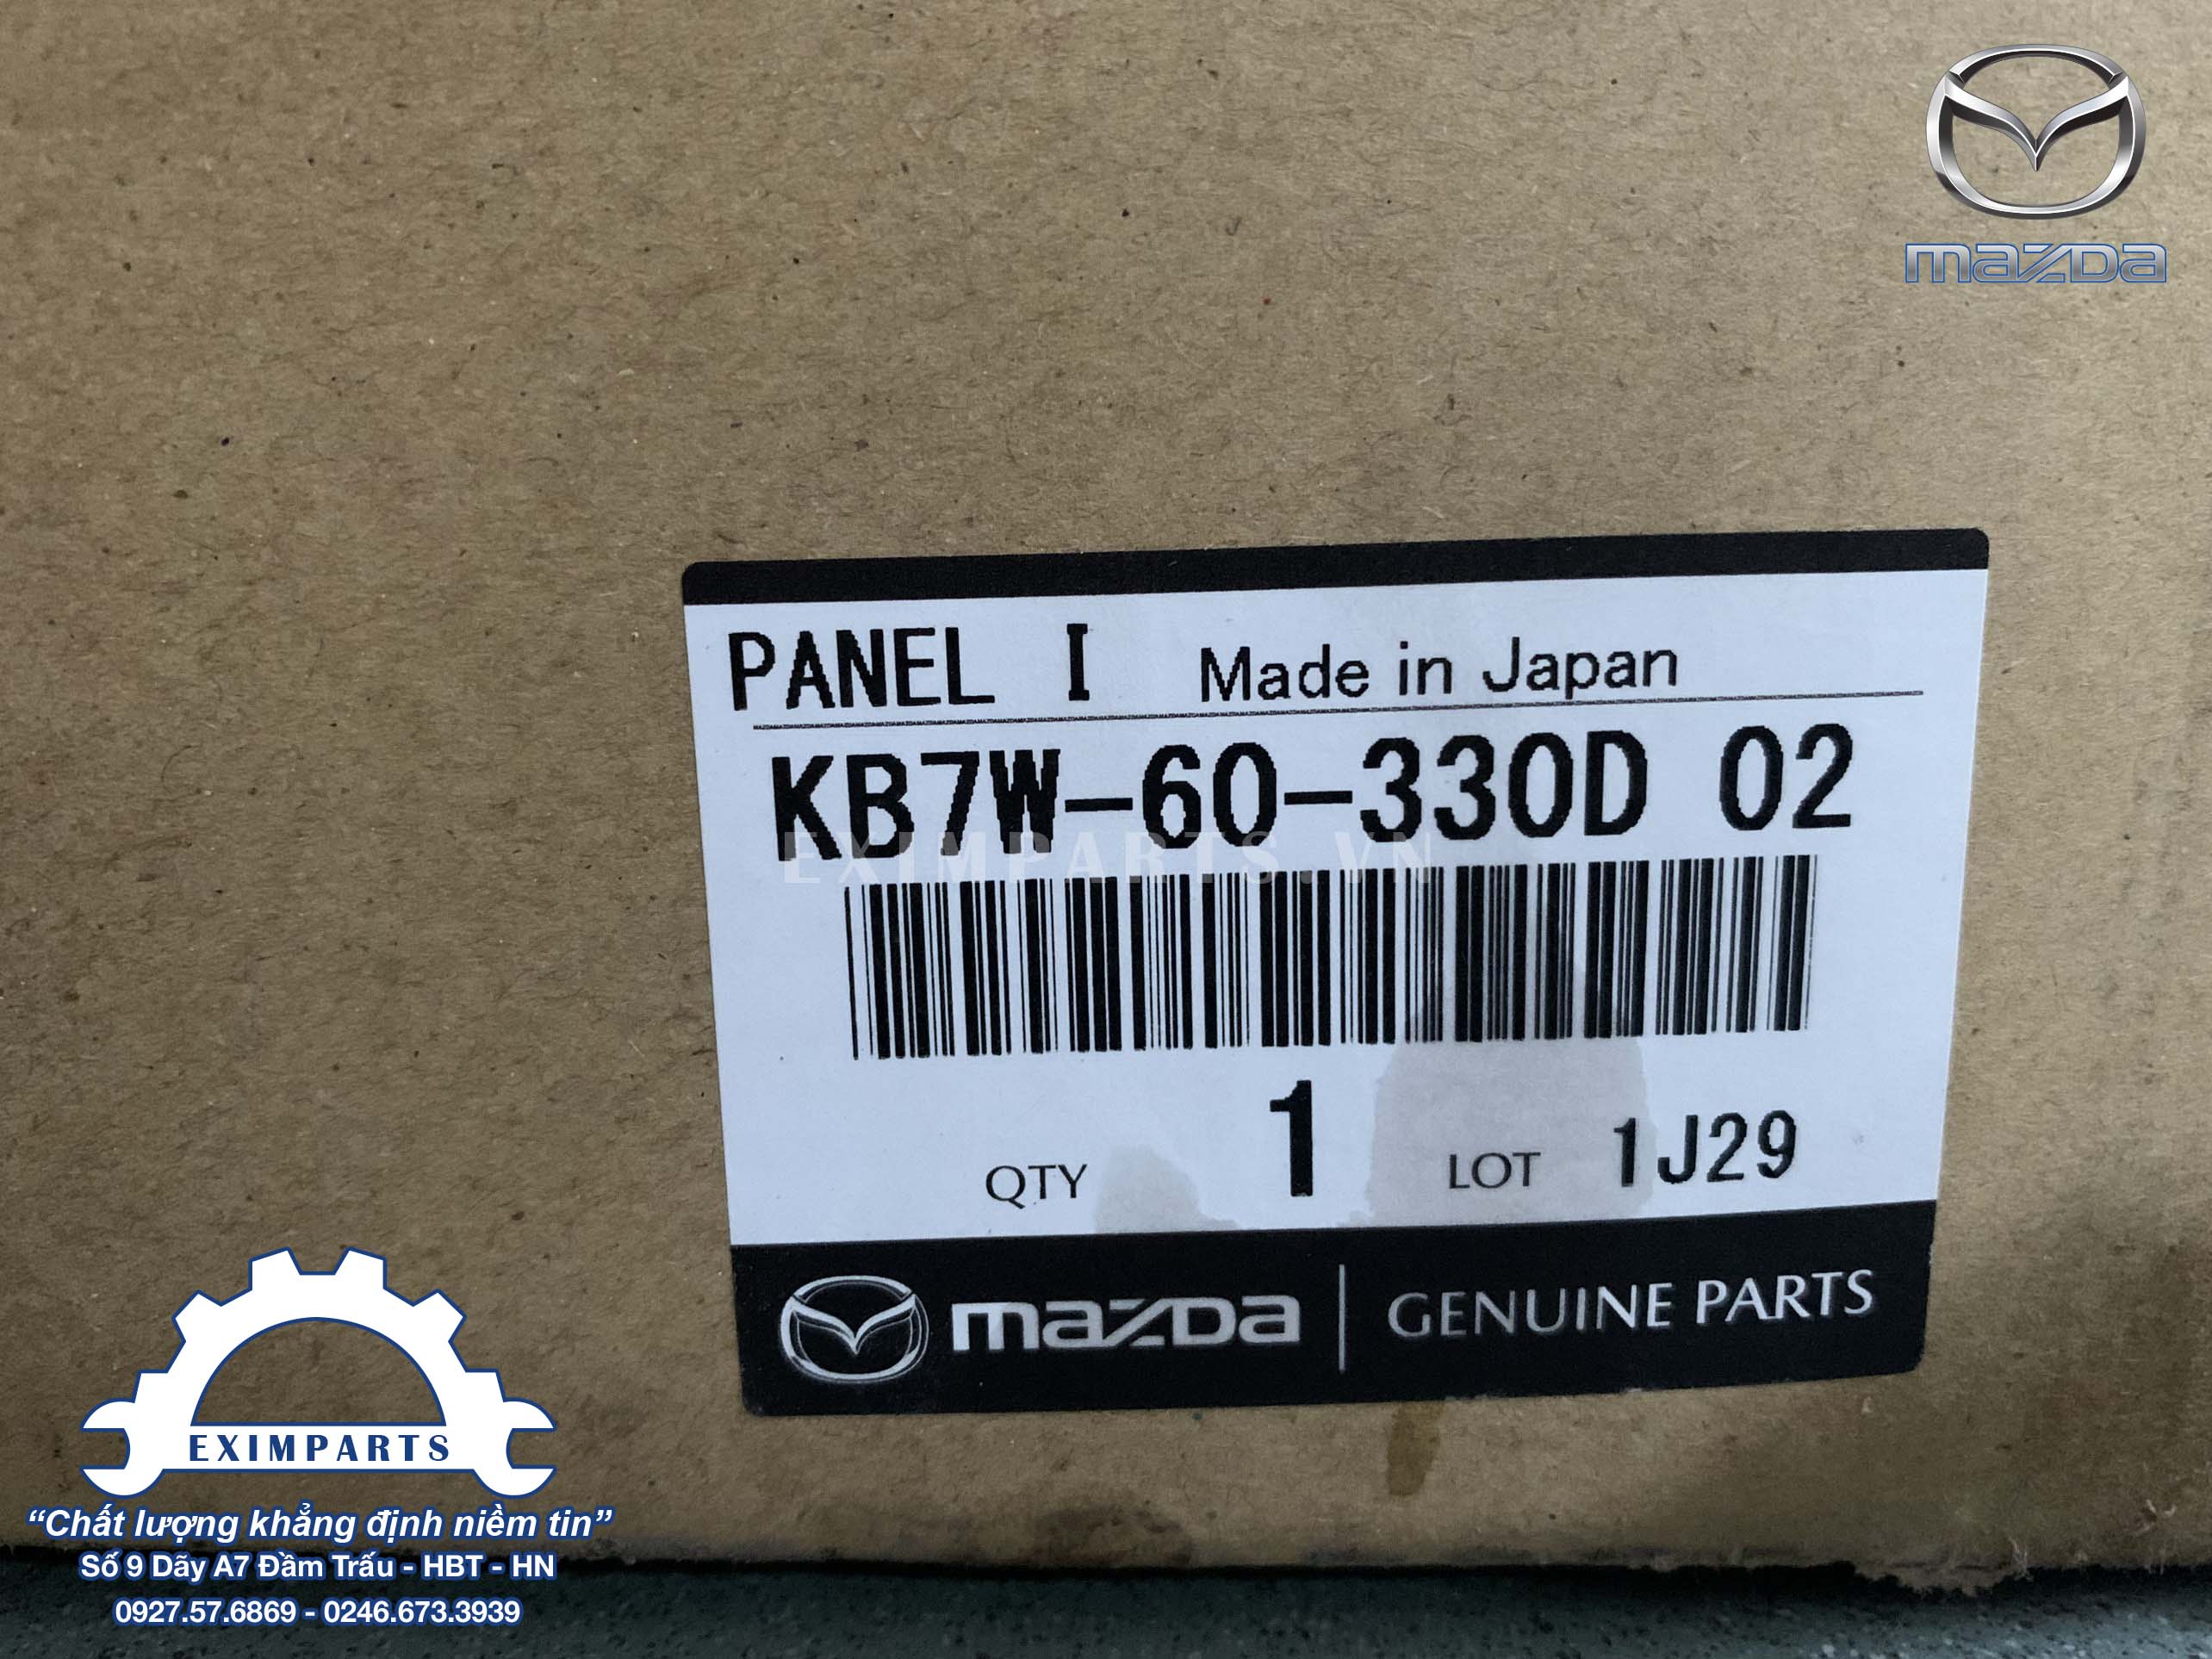 mazda
PANEL I Made in Japan
KB7W-60-330D 02
EXIMPARTS.VN
QTY 1 LOT 1J29
mazda GENUINE PARTS
EXIMPARTS
“Chất lượng khẳng định niềm tin”
Số 9 Dãy A7 Đầm Trấu - HBT - HN
0927.57.6869 - 0246.673.3939